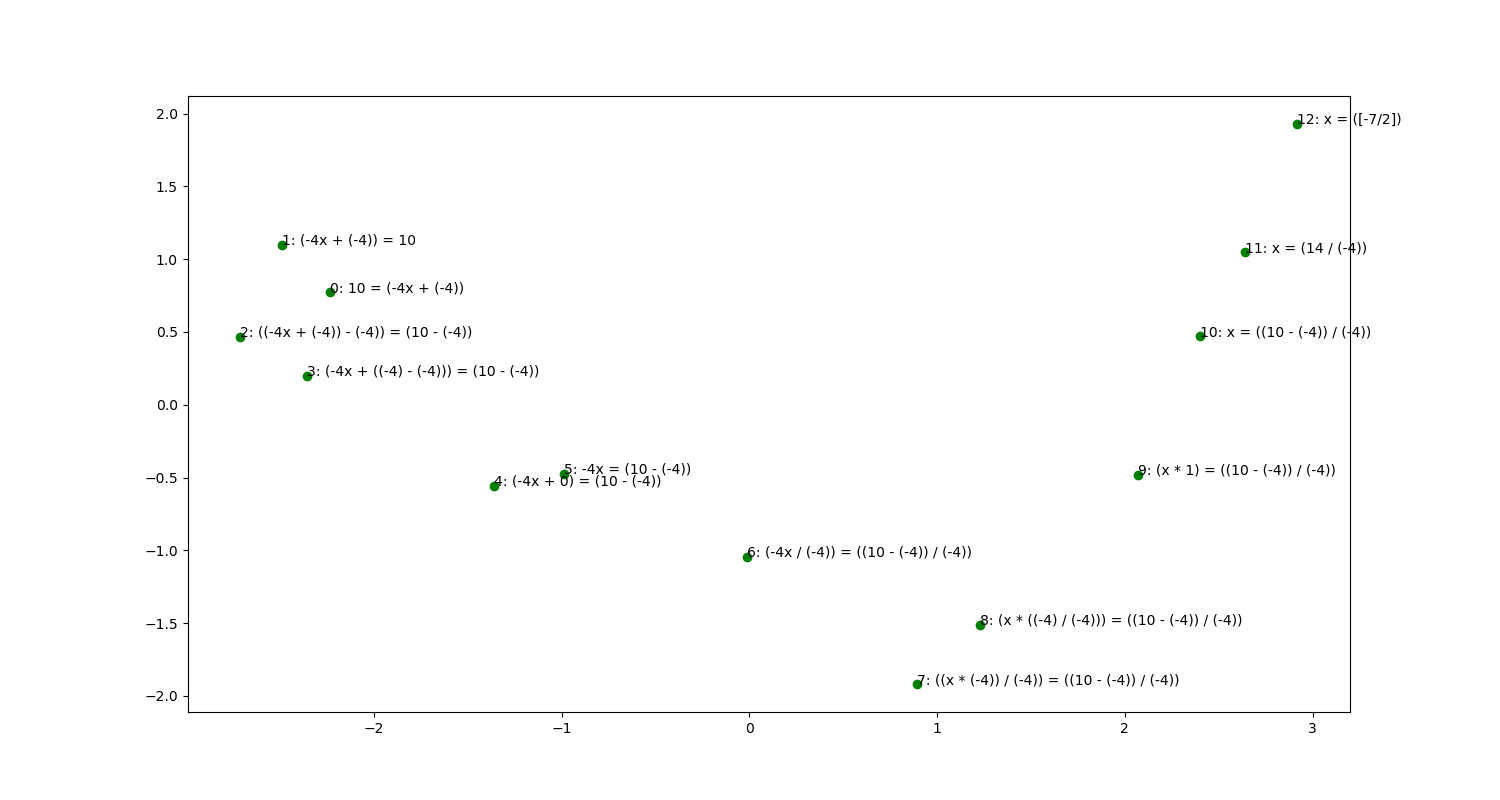 2.0
1.5
1.0
0.5
0.0
−0.5
−1.0
−1.5
−2.0
12: x = ([-7/2])
1: (-4x + (-4)) = 10
11: x = (14 / (-4))
0: 10 = (-4x + (-4))
2: ((-4x + (-4)) - (-4)) = (10 - (-4))
10: x = ((10 - (-4)) / (-4))
3: (-4x + ((-4) - (-4))) = (10 - (-4))
5: -4x = (10 - (-4))
9: (x * 1) = ((10 - (-4)) / (-4))
4: (-4x + 0) = (10 - (-4))
6: (-4x / (-4)) = ((10 - (-4)) / (-4))
8: (x * ((-4) / (-4))) = ((10 - (-4)) / (-4))
7: ((x * (-4)) / (-4)) = ((10 - (-4)) / (-4))
−2 −1 0 1 2 3